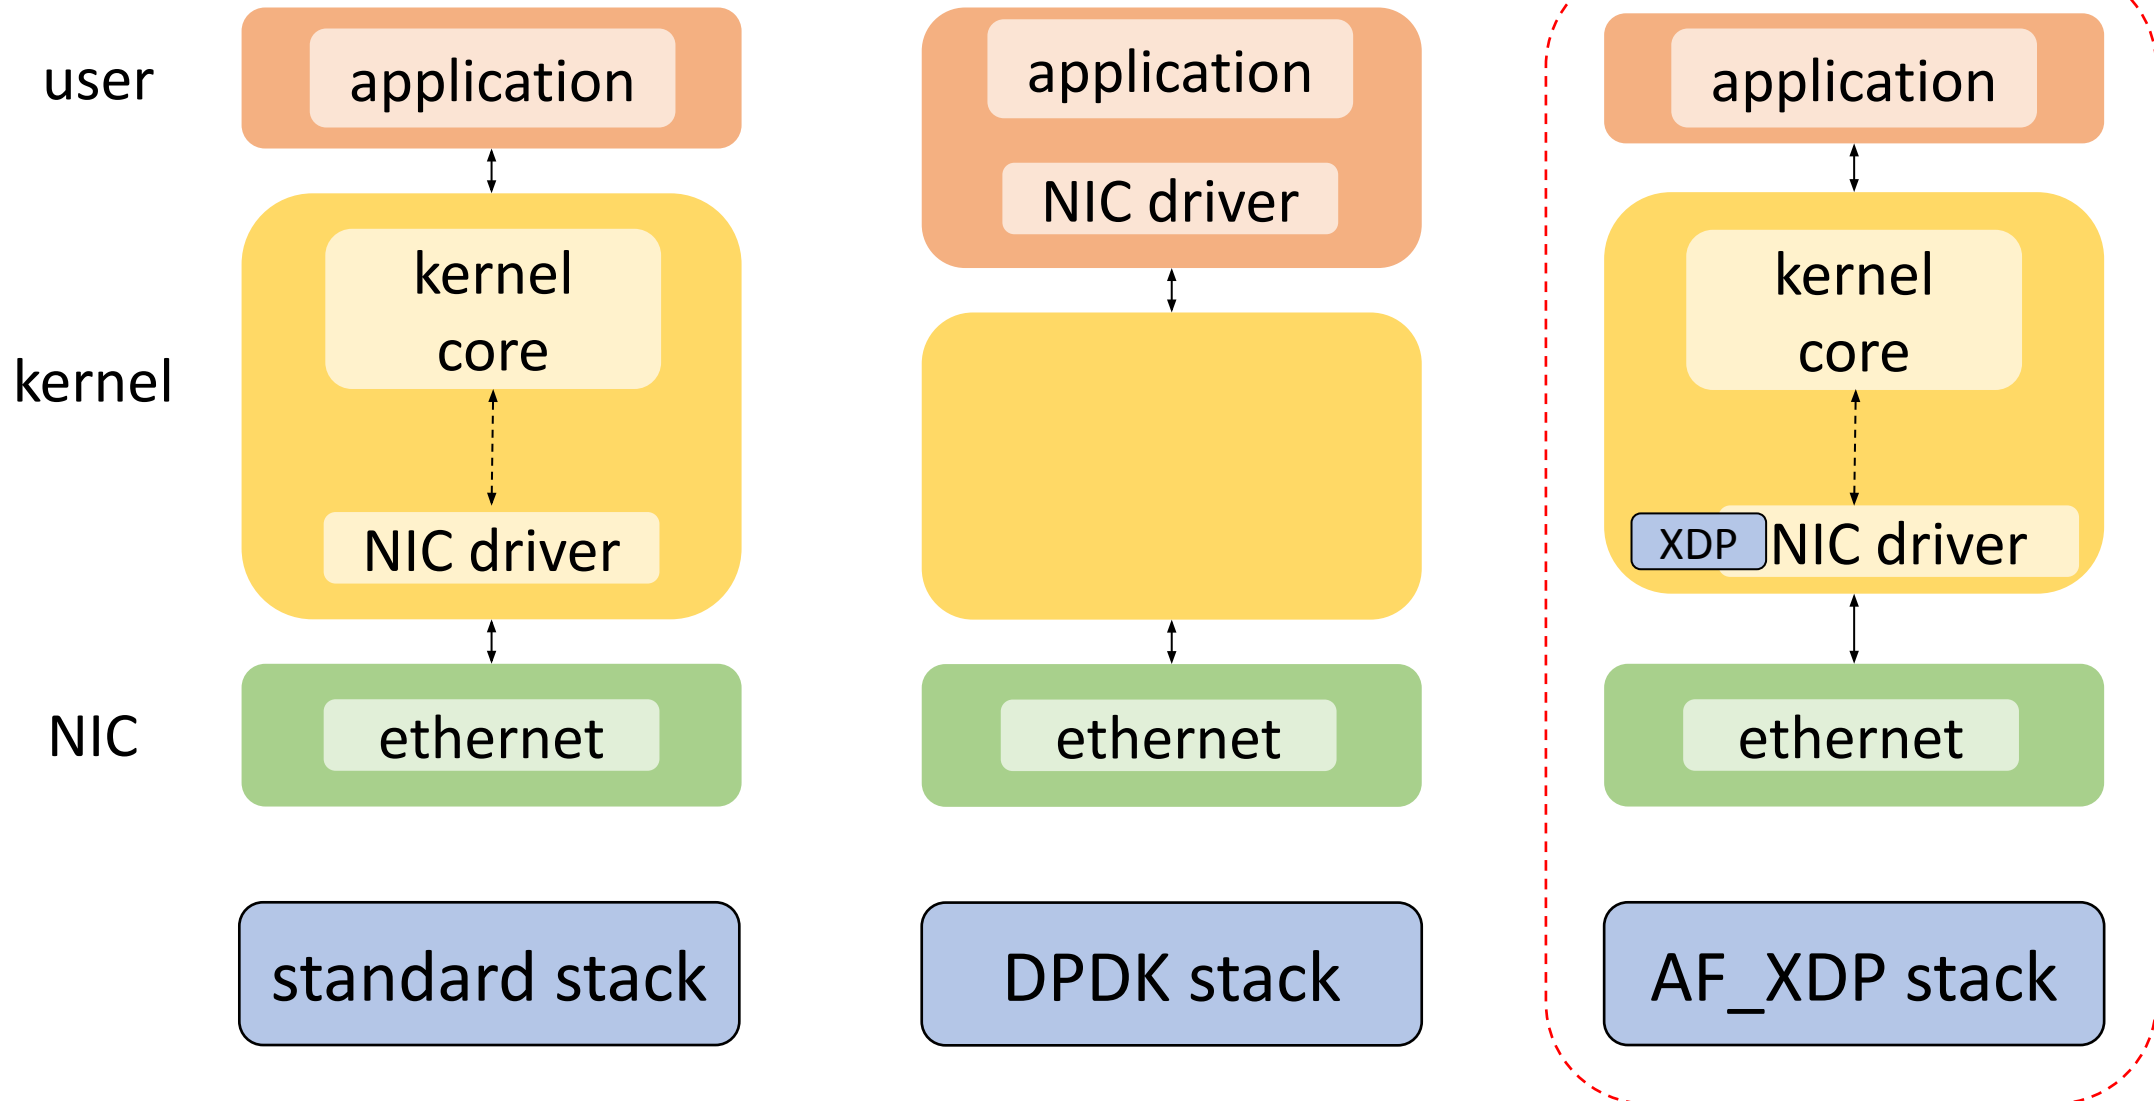 user
application
application
application
NIC driver
kernel
kernel
core
kernel
core
NIC driver
XDP
NIC driver
NIC
ethernet
ethernet
ethernet
standard stack
DPDK stack
AF_XDP stack